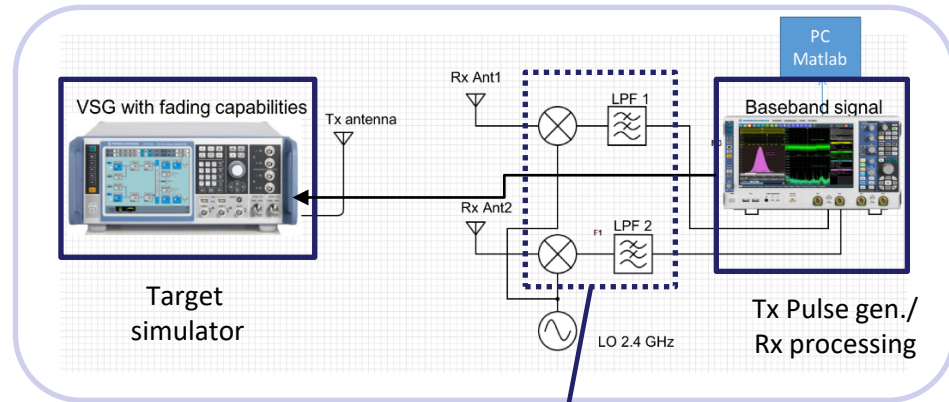 PC
Matlab
VSG with fading capabilities
Tx antenna
Rx Ant1
LPF 1
Baseband signal
Rx Ant2
F1
LPF 2
LO 2.4 GHz
Target
simulator
Tx Pulse gen./
Rx processing